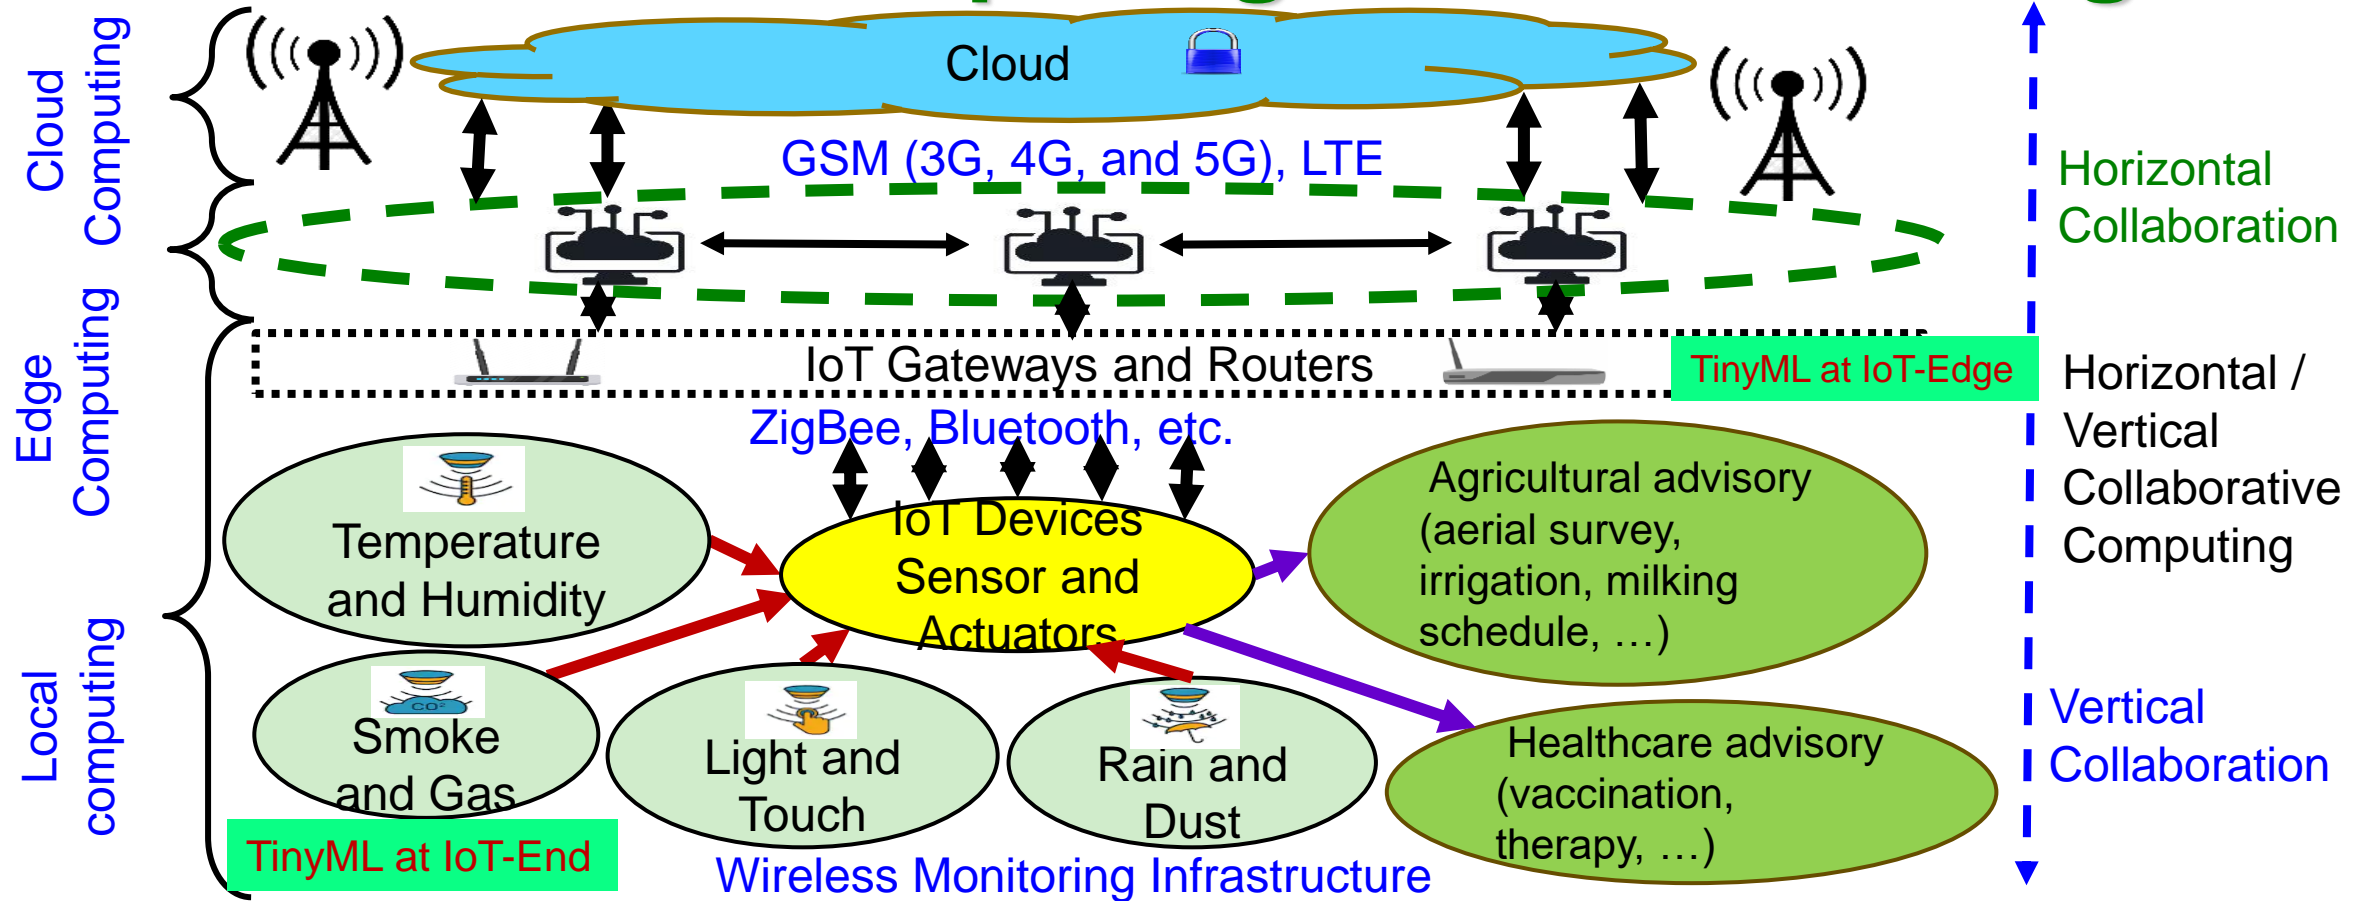 Cloud
Computing
Cloud
GSM (3G, 4G, and 5G), LTE
Horizontal
Collaboration
Edge
Computing
IoT Gateways and Routers
TinyML at IoT-Edge
Horizontal /
Vertical
Collaborative
Computing
ZigBee, Bluetooth, etc.
Temperature
and Humidity
IoT Devices
Sensor and
Actuators
Agricultural advisory
(aerial survey,
irrigation, milking
schedule, …)
Local
computing
CO²
Smoke
and Gas
Light and
Touch
Rain and
Dust
Healthcare advisory
(vaccination,
therapy, …)
Vertical
Collaboration
TinyML at IoT-End
Wireless Monitoring Infrastructure